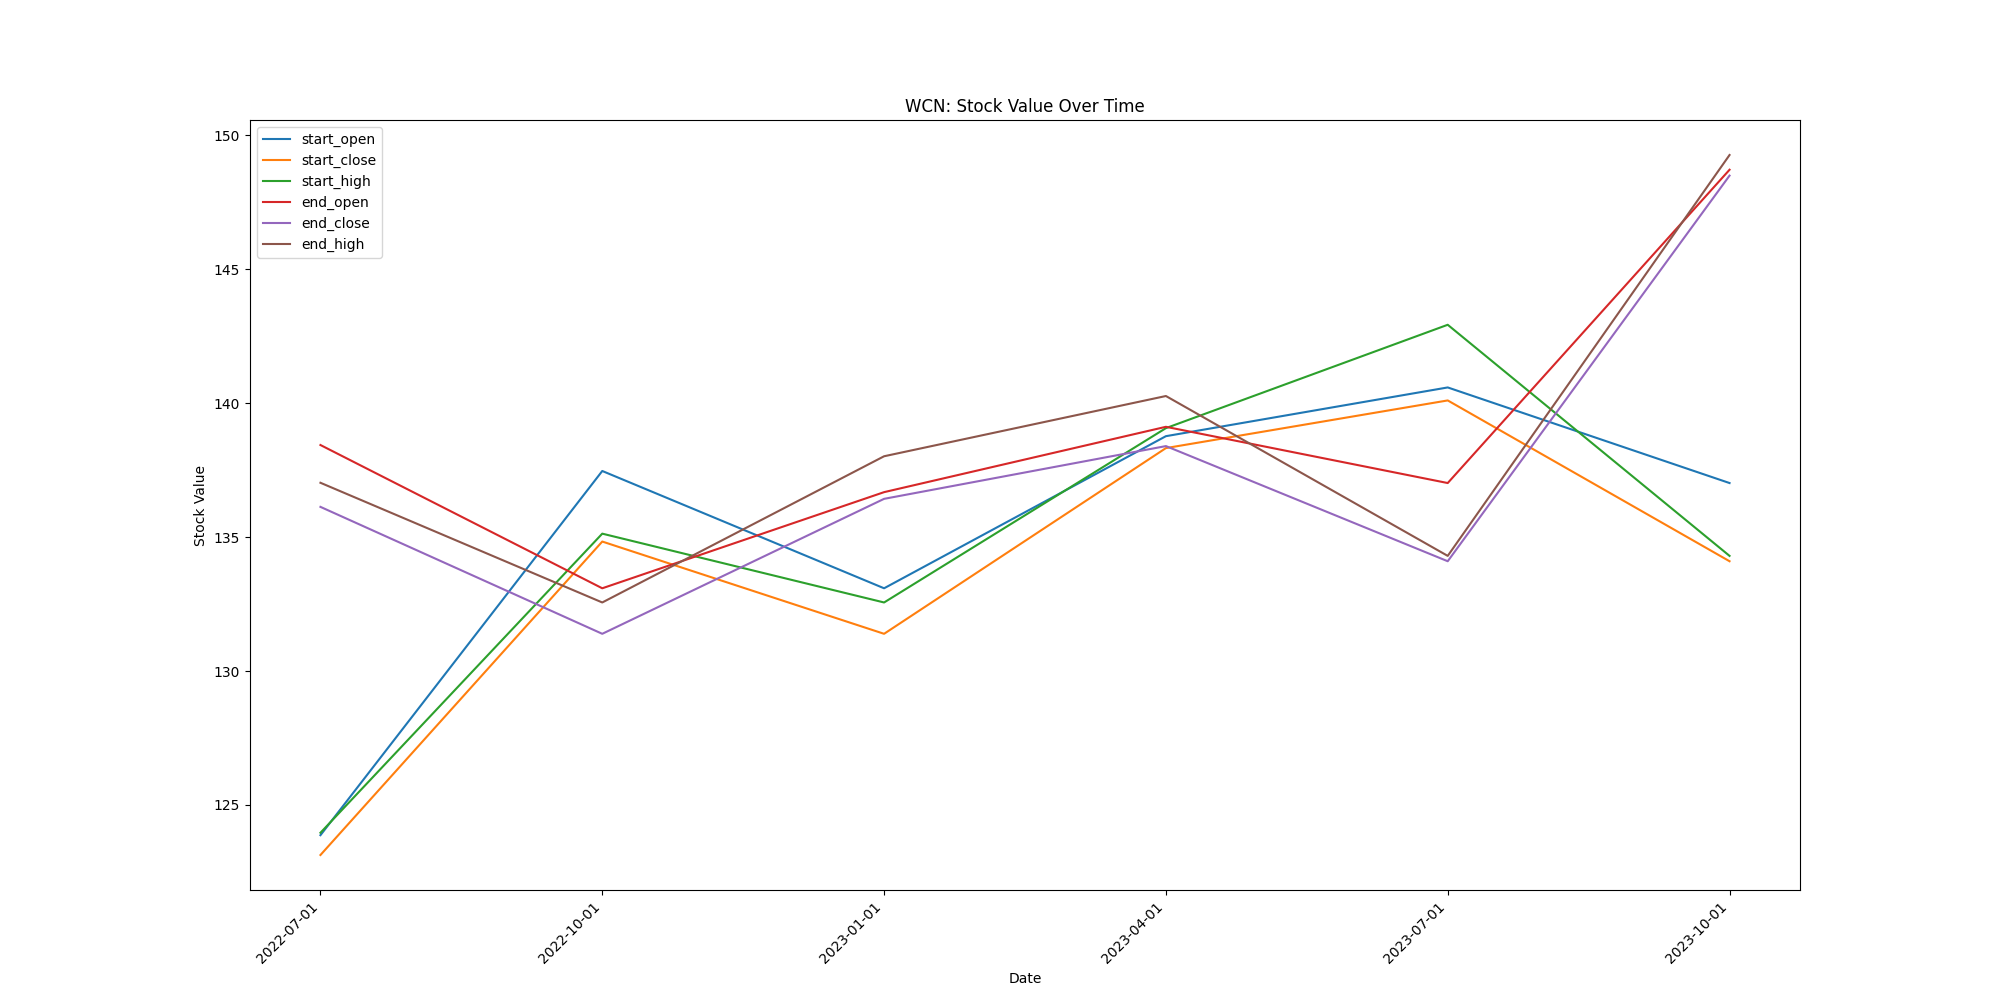 WCN: Stock Value Over Time
150
145
140
135
130
125
Stock Value
start_open
start_close
start_high
end_open
end_close
end_high
2022-07-01
2022-10-01
2023-01-01
2023-04-01
2023-07-01
2023-10-01
Date